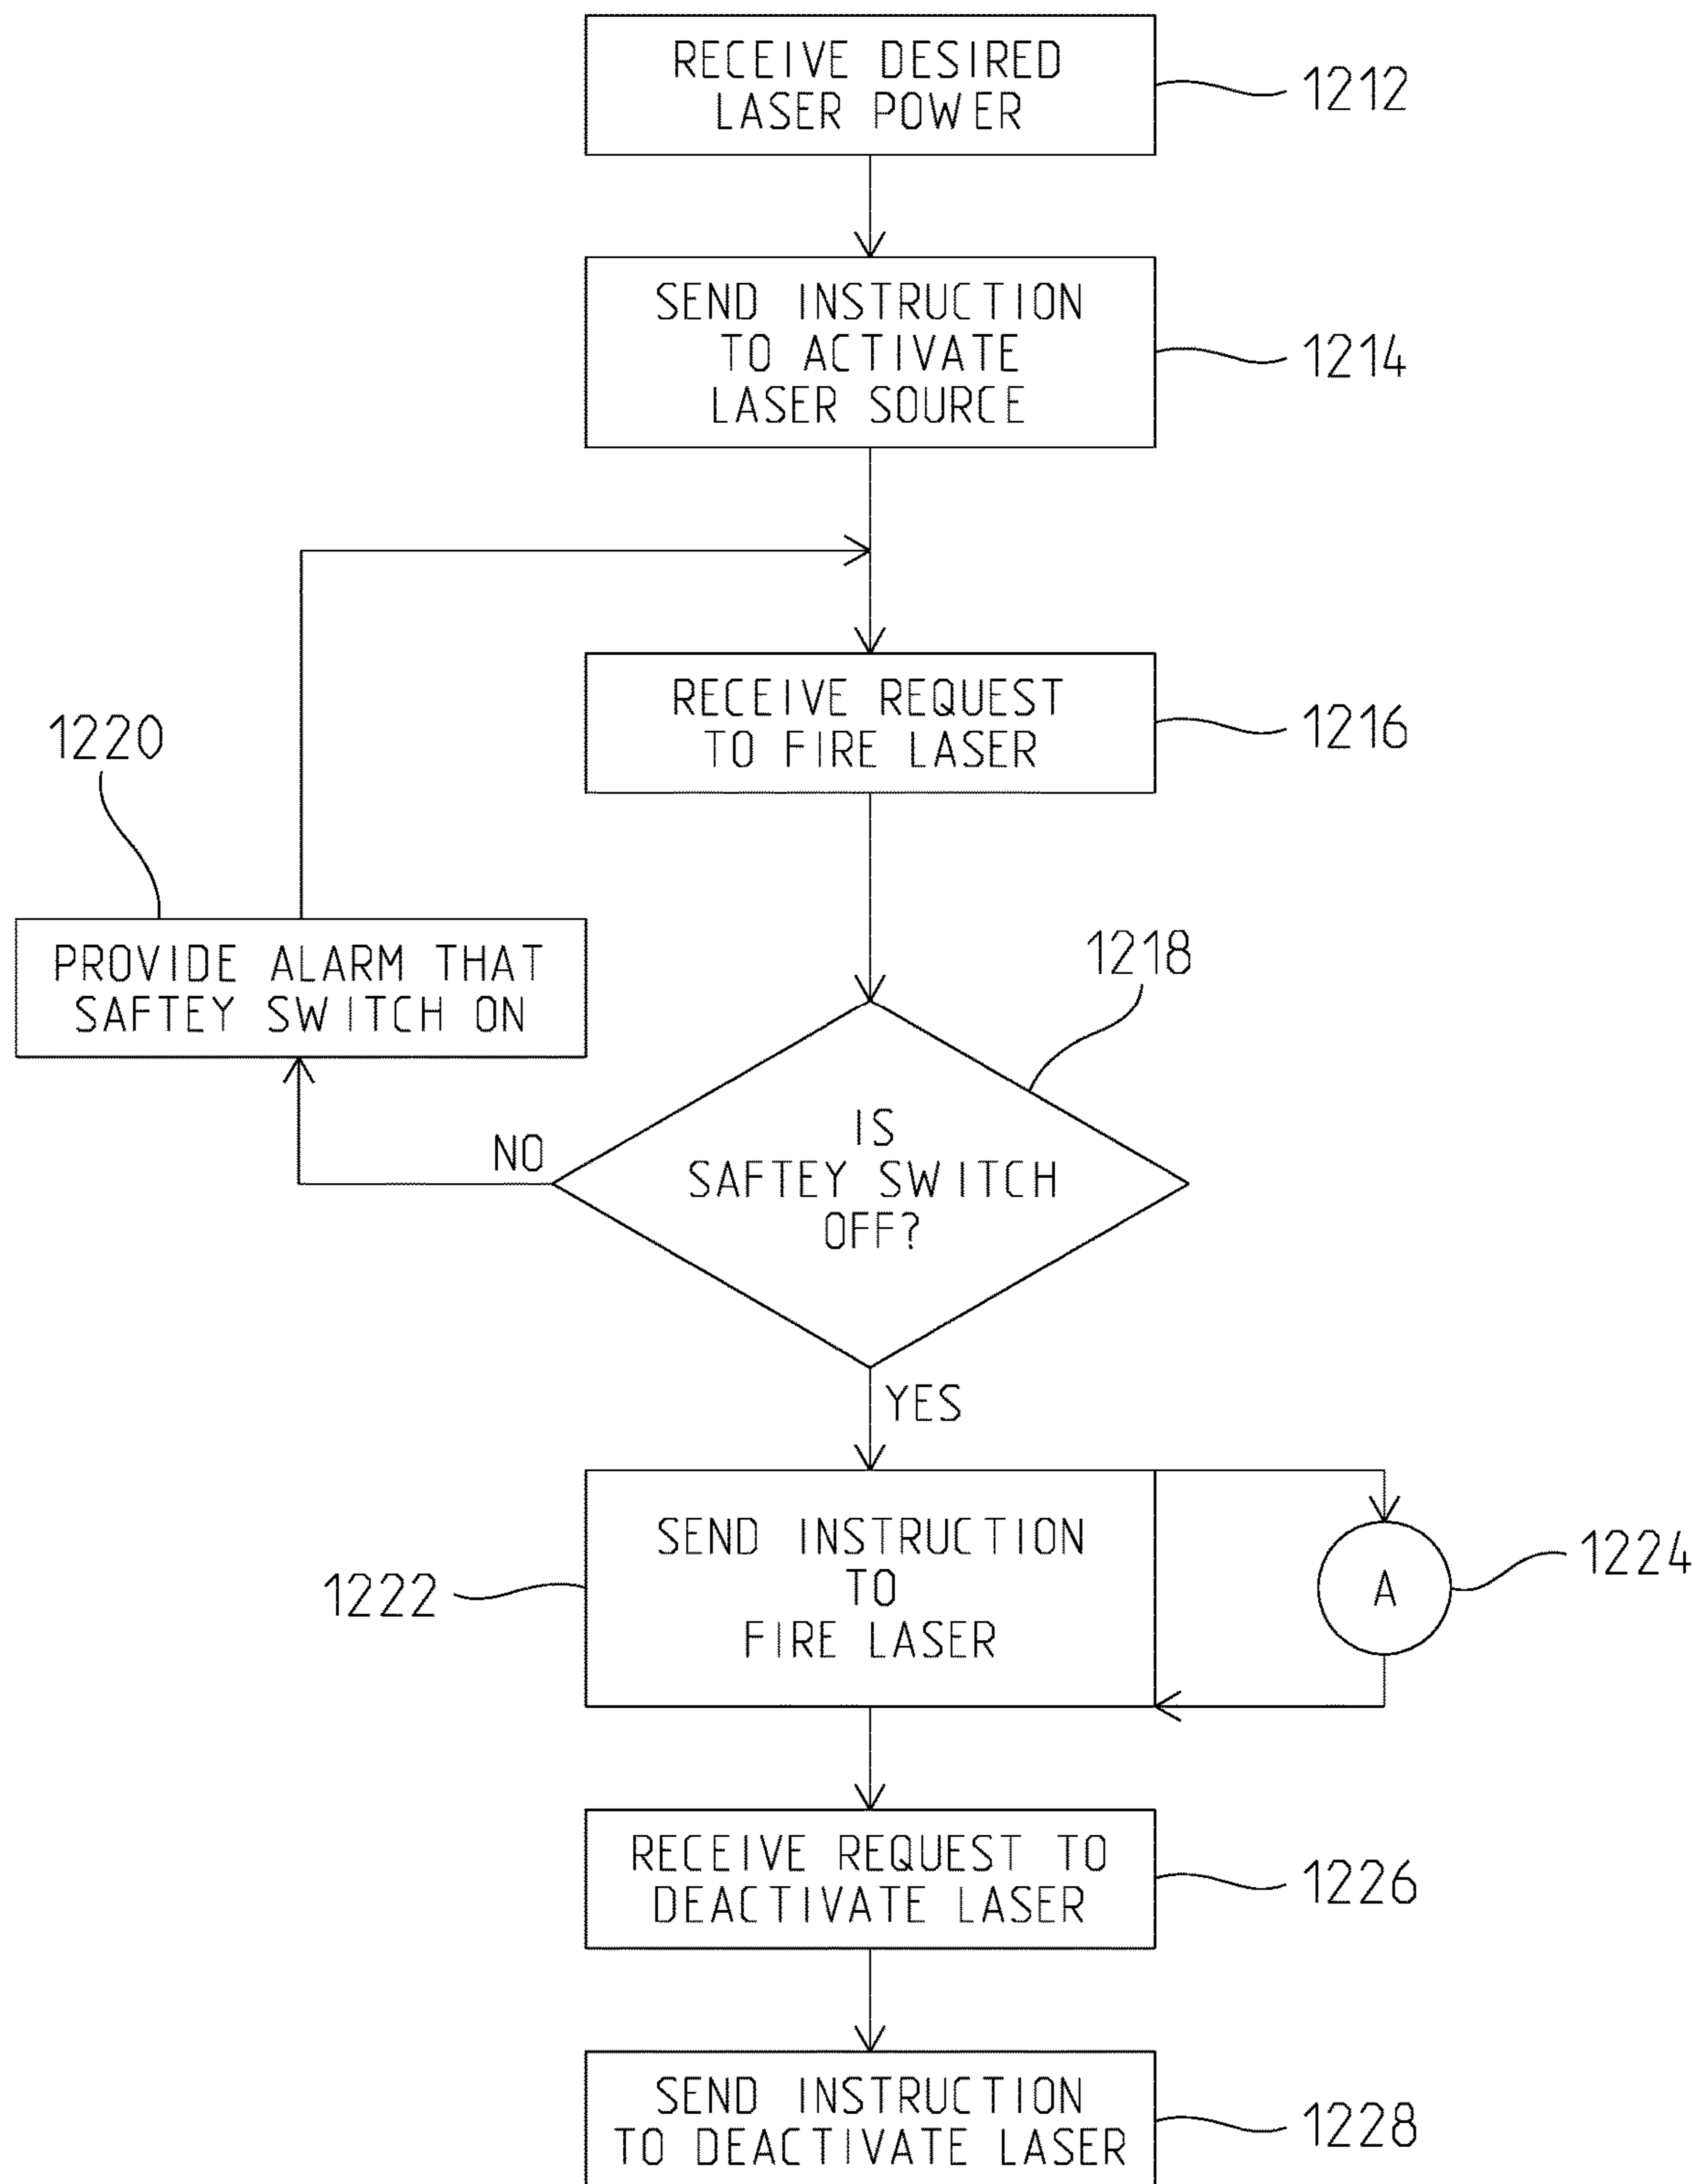 RECEIVE DESIRED
LASER POWER
1212
SEND INSTRUCTION
TO ACTIVATE
LASER SOURCE
1214
RECEIVE REQUEST
TO FIRE LASER
1216
1220
PROVIDE ALARM THAT
SAFTEY SWITCH ON
1218
NO
IS
SAFTEY SWITCH
OFF?
YES
SEND INSTRUCTION
TO
FIRE LASER
1222
A
1224
RECEIVE REQUEST TO
DEACTIVATE LASER
1226
SEND INSTRUCTION
TO DEACTIVATE LASER
1228